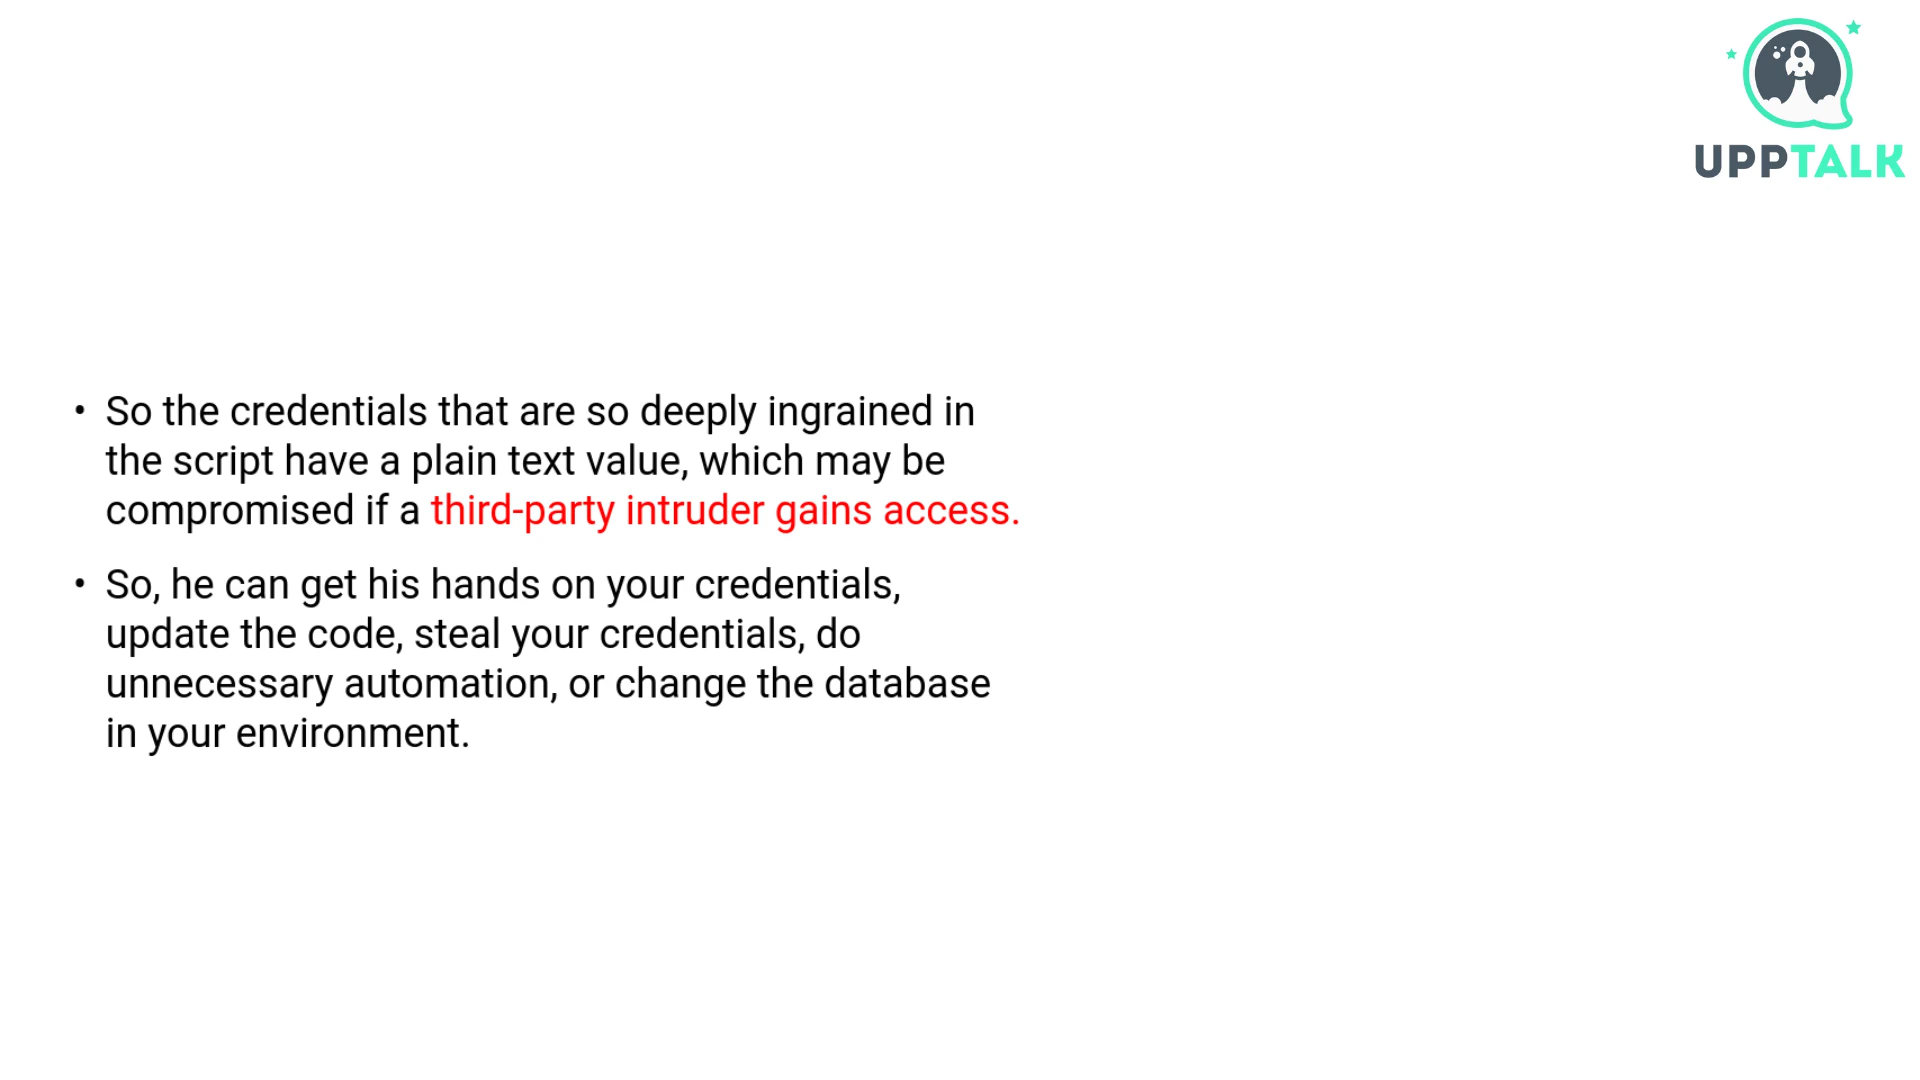 UPPTALK
• So the credentials that are so deeply ingrained in
the script have a plain text value, which may be
compromised if a third-party intruder gains access.
• So, he can get his hands on your credentials,
update the code, steal your credentials, do
unnecessary automation, or change the database
in your environment.